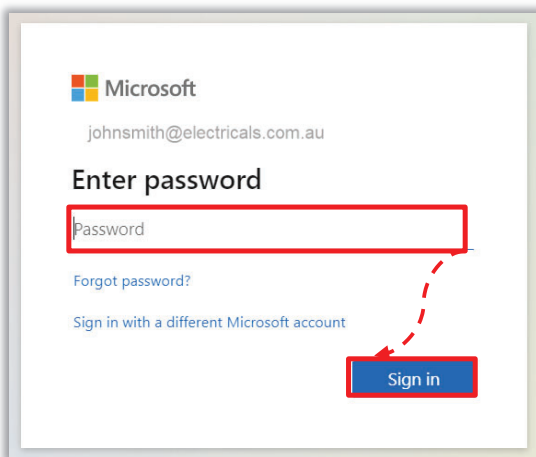 Microsoft
johnsmith@electricals.com.au
Enter password
Password
Forgot password?
Sign in with a different Microsoft account
Sign in